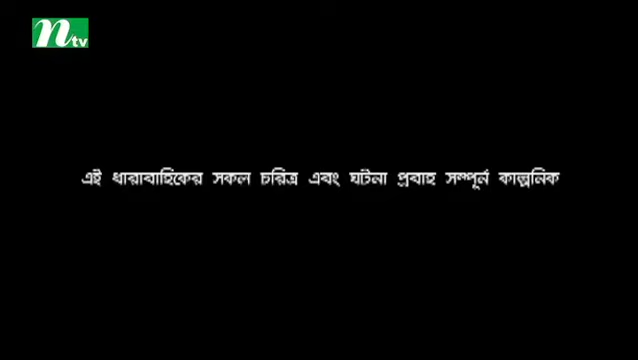 ntv
এই ধারাবাহিকের সকল চরিত্র এবং ঘটনা প্রবাহ সম্পূর্ন কাল্পনিক